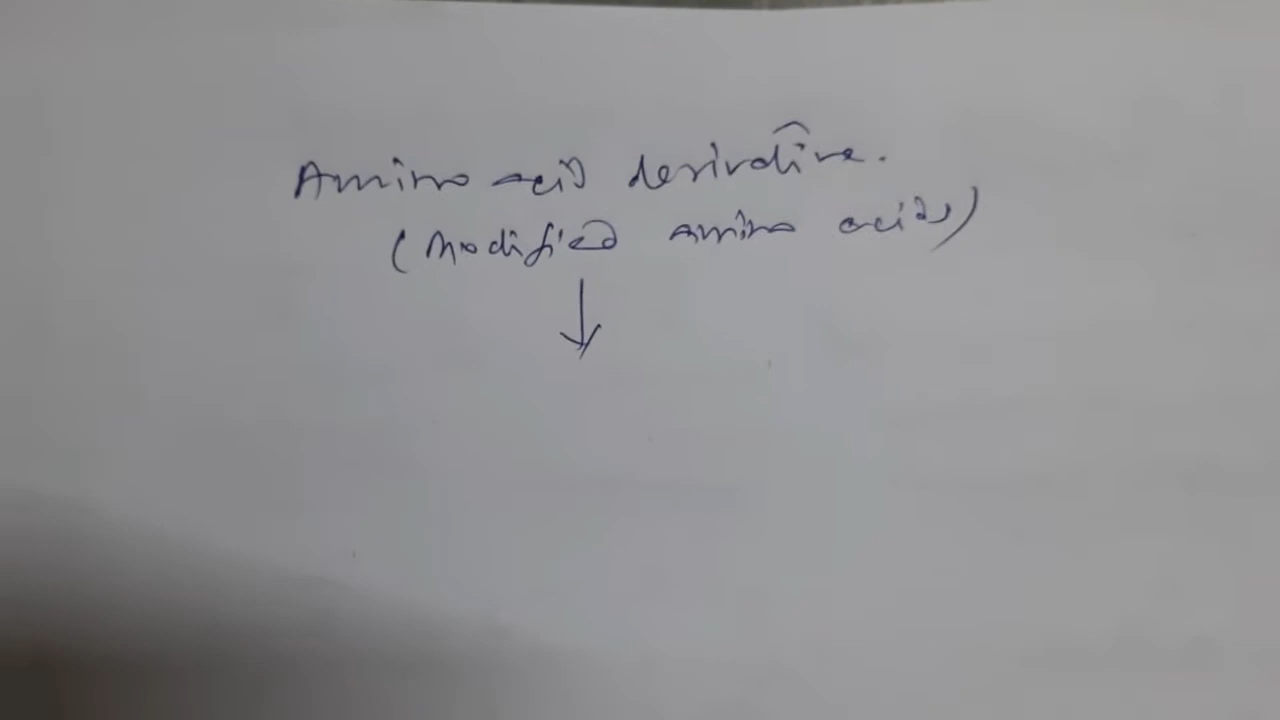 Amino acid derivative.
(Modified amino acids)
↓